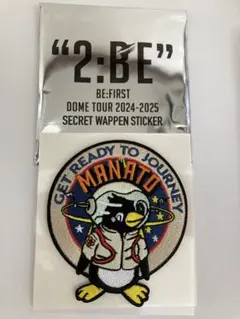 "2:BE"
BE:FIRST
DOME TOUR 2024-2025
SECRET WAPPEN STICKER
GET READY TO JOURNEY
MANATO